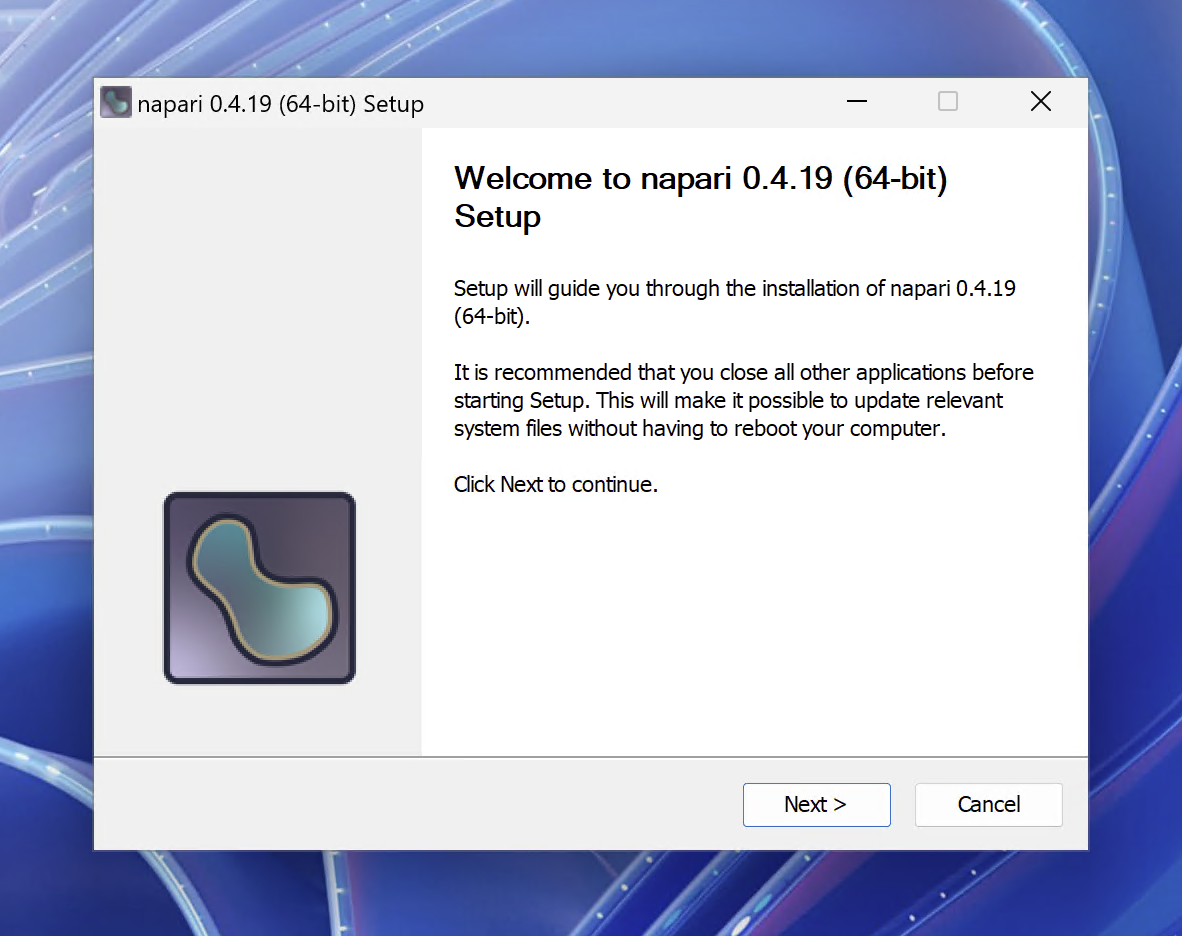 napari 0.4.19 (64-bit) Setup
Welcome to napari 0.4.19 (64-bit)
Setup
Setup will guide you through the installation of napari 0.4.19
(64-bit).
It is recommended that you close all other applications before
starting Setup. This will make it possible to update relevant
system files without having to reboot your computer.
Click Next to continue.
Next >
Cancel